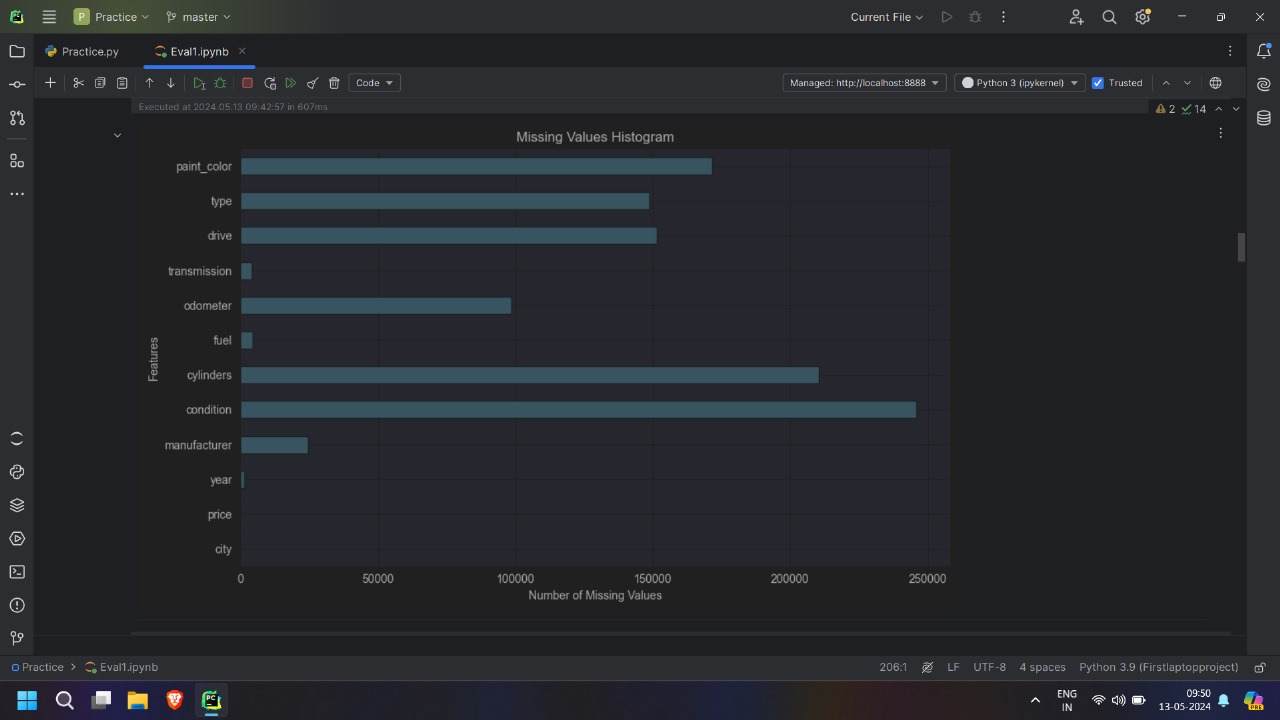 P Practice master Current File
Practice.py Eval1.ipynb
Code Managed: http://localhost:8888 Python 3 (ipykernel) Trusted
Executed at 2024.05.13 09:42:57 in 607ms
2 14
Missing Values Histogram
paint_color
type
drive
transmission
odometer
fuel
cylinders
condition
manufacturer
year
price
city
Features
0 50000 100000 150000 200000 250000
Number of Missing Values
Practice Eval1.ipynb 206:1 LF UTF-8 4 spaces Python 3.9 (Firstlaptopproject)
PC PRE
ENG 09:50
IN 13-05-2024